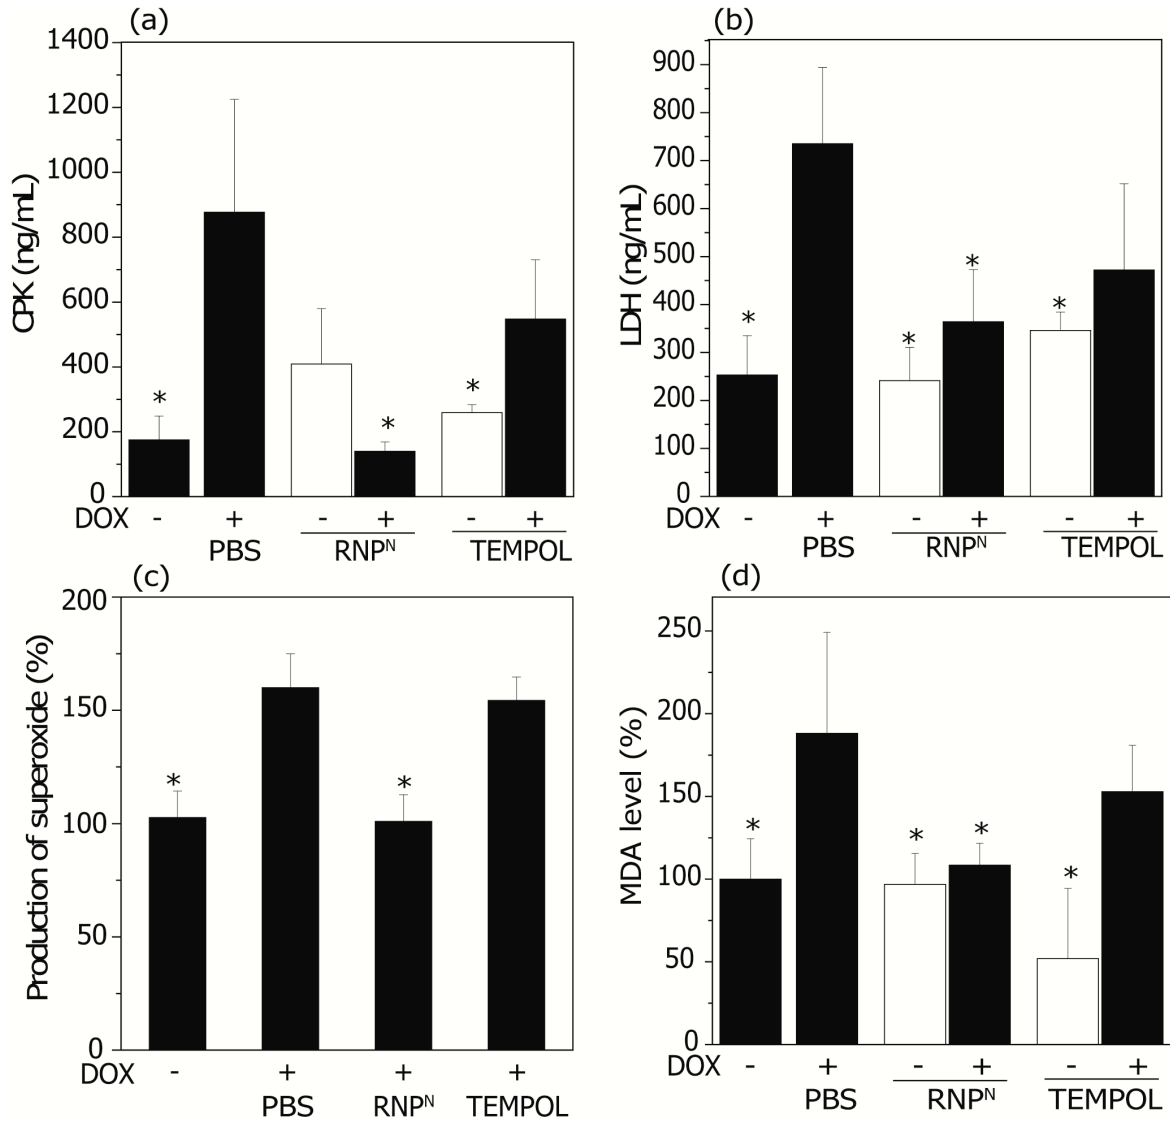 (a)
CPK (ng/mL)
1400
1200
1000
800
600
400
200
0
*
*
*
DOX - + - + - +
PBS RNPᴺ TEMPOL
(b)
LDH (ng/mL)
900
800
700
600
500
400
300
200
100
0
*
*
*
*
DOX - + - + - +
PBS RNPᴺ TEMPOL
(c)
Production of superoxide (%)
200
150
100
50
0
*
*
DOX - + + +
PBS RNPᴺ TEMPOL
(d)
MDA level (%)
250
200
150
100
50
0
*
*
*
*
DOX - + - + - +
PBS RNPᴺ TEMPOL